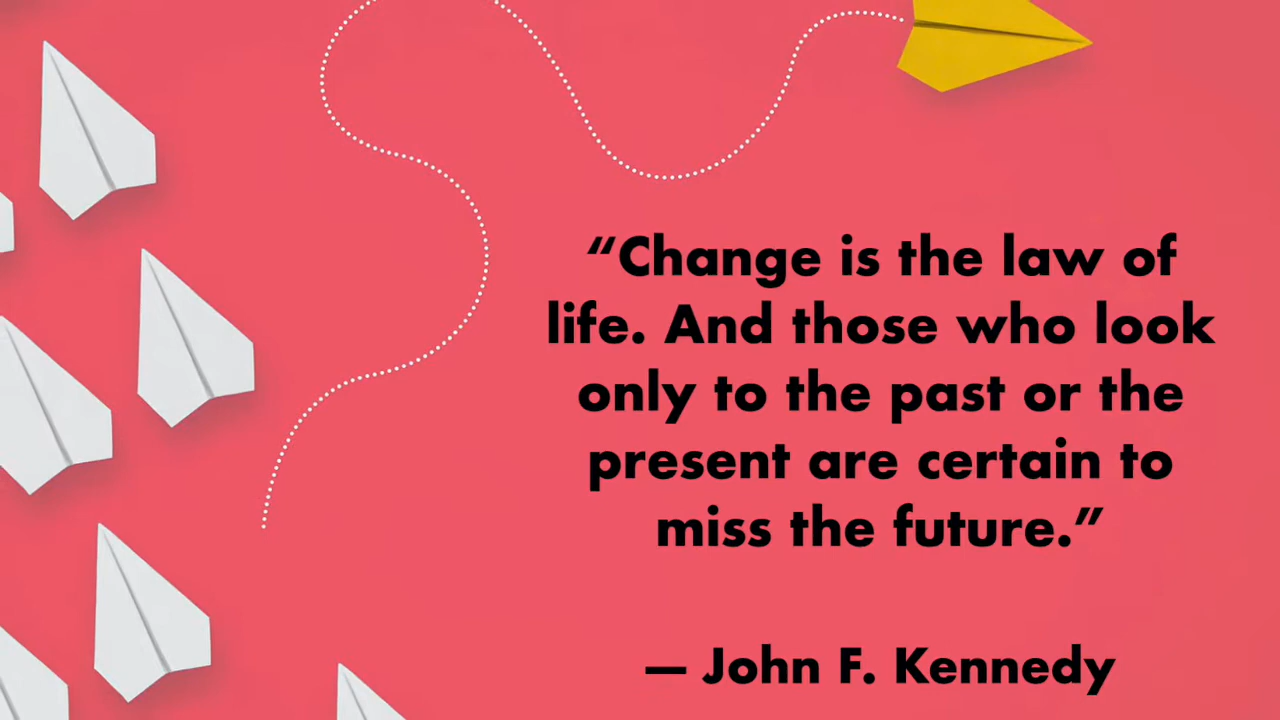 “Change is the law of
life. And those who look
only to the past or the
present are certain to
miss the future.”
— John F. Kennedy